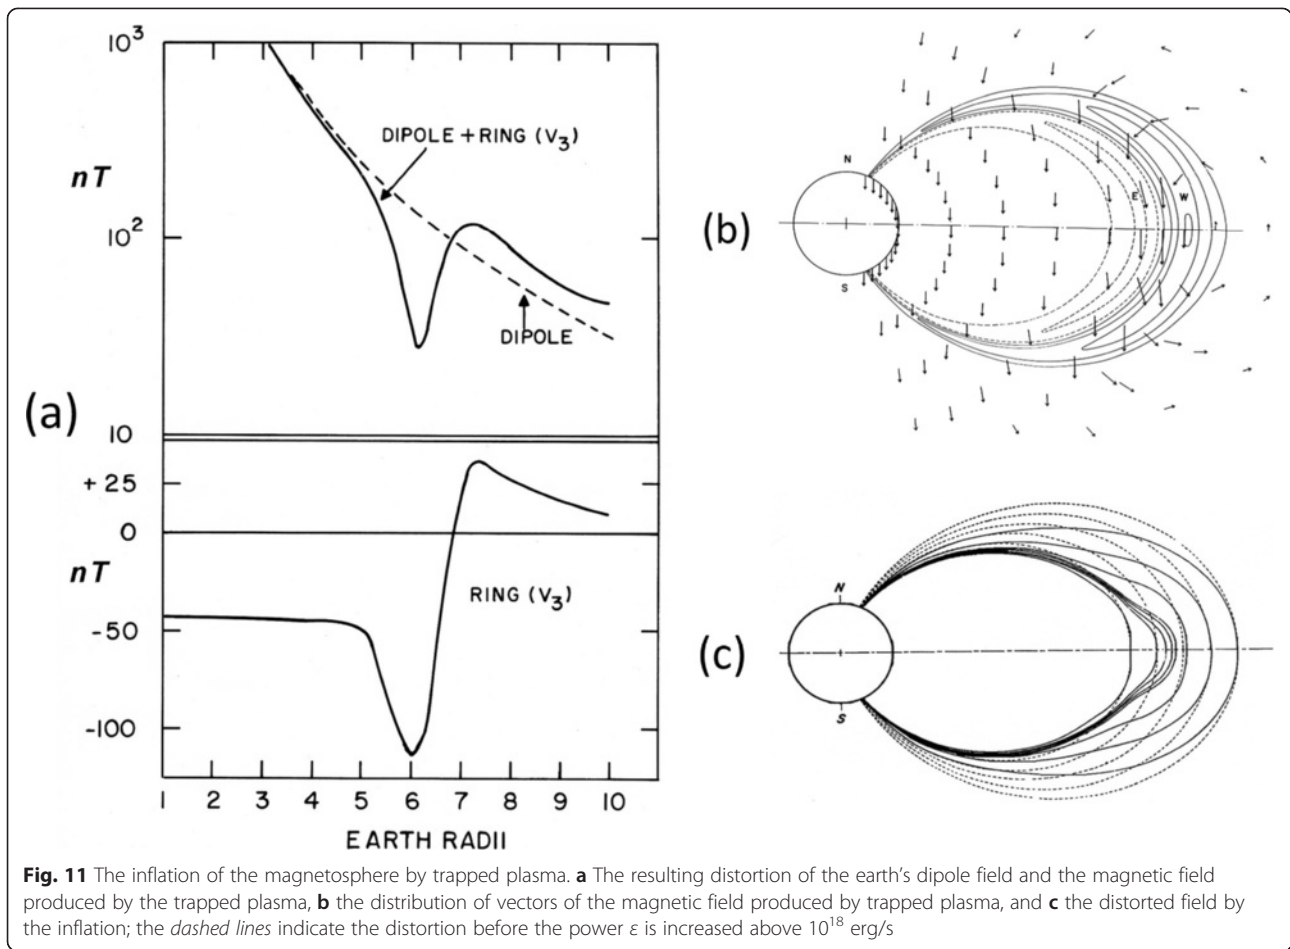 (a)
10³
nT
10²
10
DIPOLE + RING (V₃)
DIPOLE
+ 25
0
nT
-50
-100
RING (V₃)
1 2 3 4 5 6 7 8 9 10
EARTH RADII
(b)
N
S
E
W
(c)
N
S
Fig. 11 The inflation of the magnetosphere by trapped plasma. a The resulting distortion of the earth's dipole field and the magnetic field
produced by the trapped plasma, b the distribution of vectors of the magnetic field produced by trapped plasma, and c the distorted field by
the inflation; the dashed lines indicate the distortion before the power ε is increased above 10¹⁸ erg/s